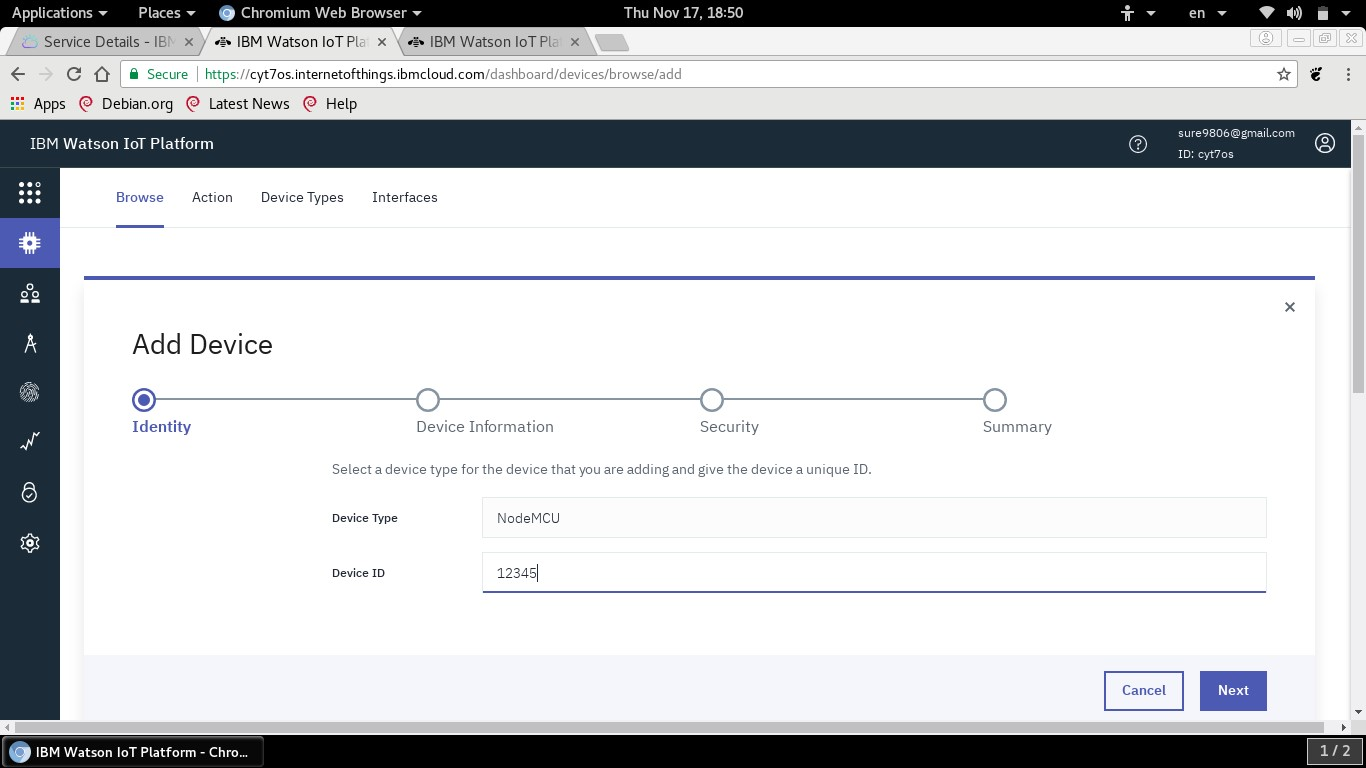 Applications Places Chromium Web Browser Thu Nov 17, 18:50 en
Service Details - IBM IBM Watson IoT Pla IBM Watson IoT Pla
Secure https://cyt7os.internetofthings.ibmcloud.com/dashboard/devices/browse/add
Apps Debian.org Latest News Help
IBM Watson IoT Platform ? sure9806@gmail.com
ID: cyt7os
Browse Action Device Types Interfaces
Add Device
Identity Device Information Security Summary
Select a device type for the device that you are adding and give the device a unique ID.
Device Type NodeMCU
Device ID 12345
Cancel Next
IBM Watson IoT Platform - Chro... 1 / 2